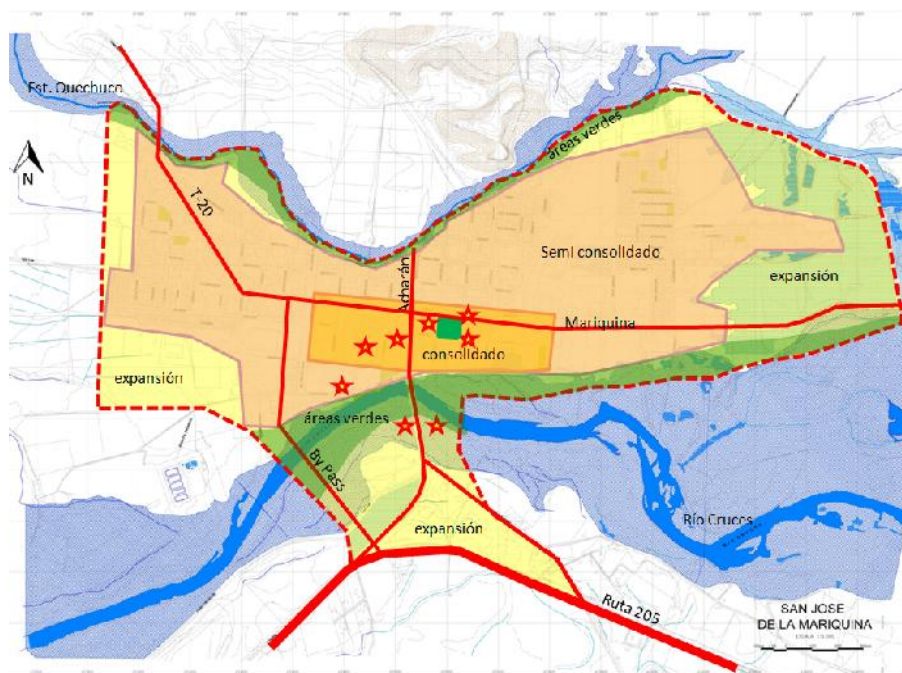 Est. Quechuco
áreas verdes
N
T-20
Acharán
Semi consolidado
expansión
Mariquina
consolidado
expansión
áreas verdes
By Pass
Río Cruces
expansión
Ruta 205
SAN JOSE
DE LA MARIQUINA